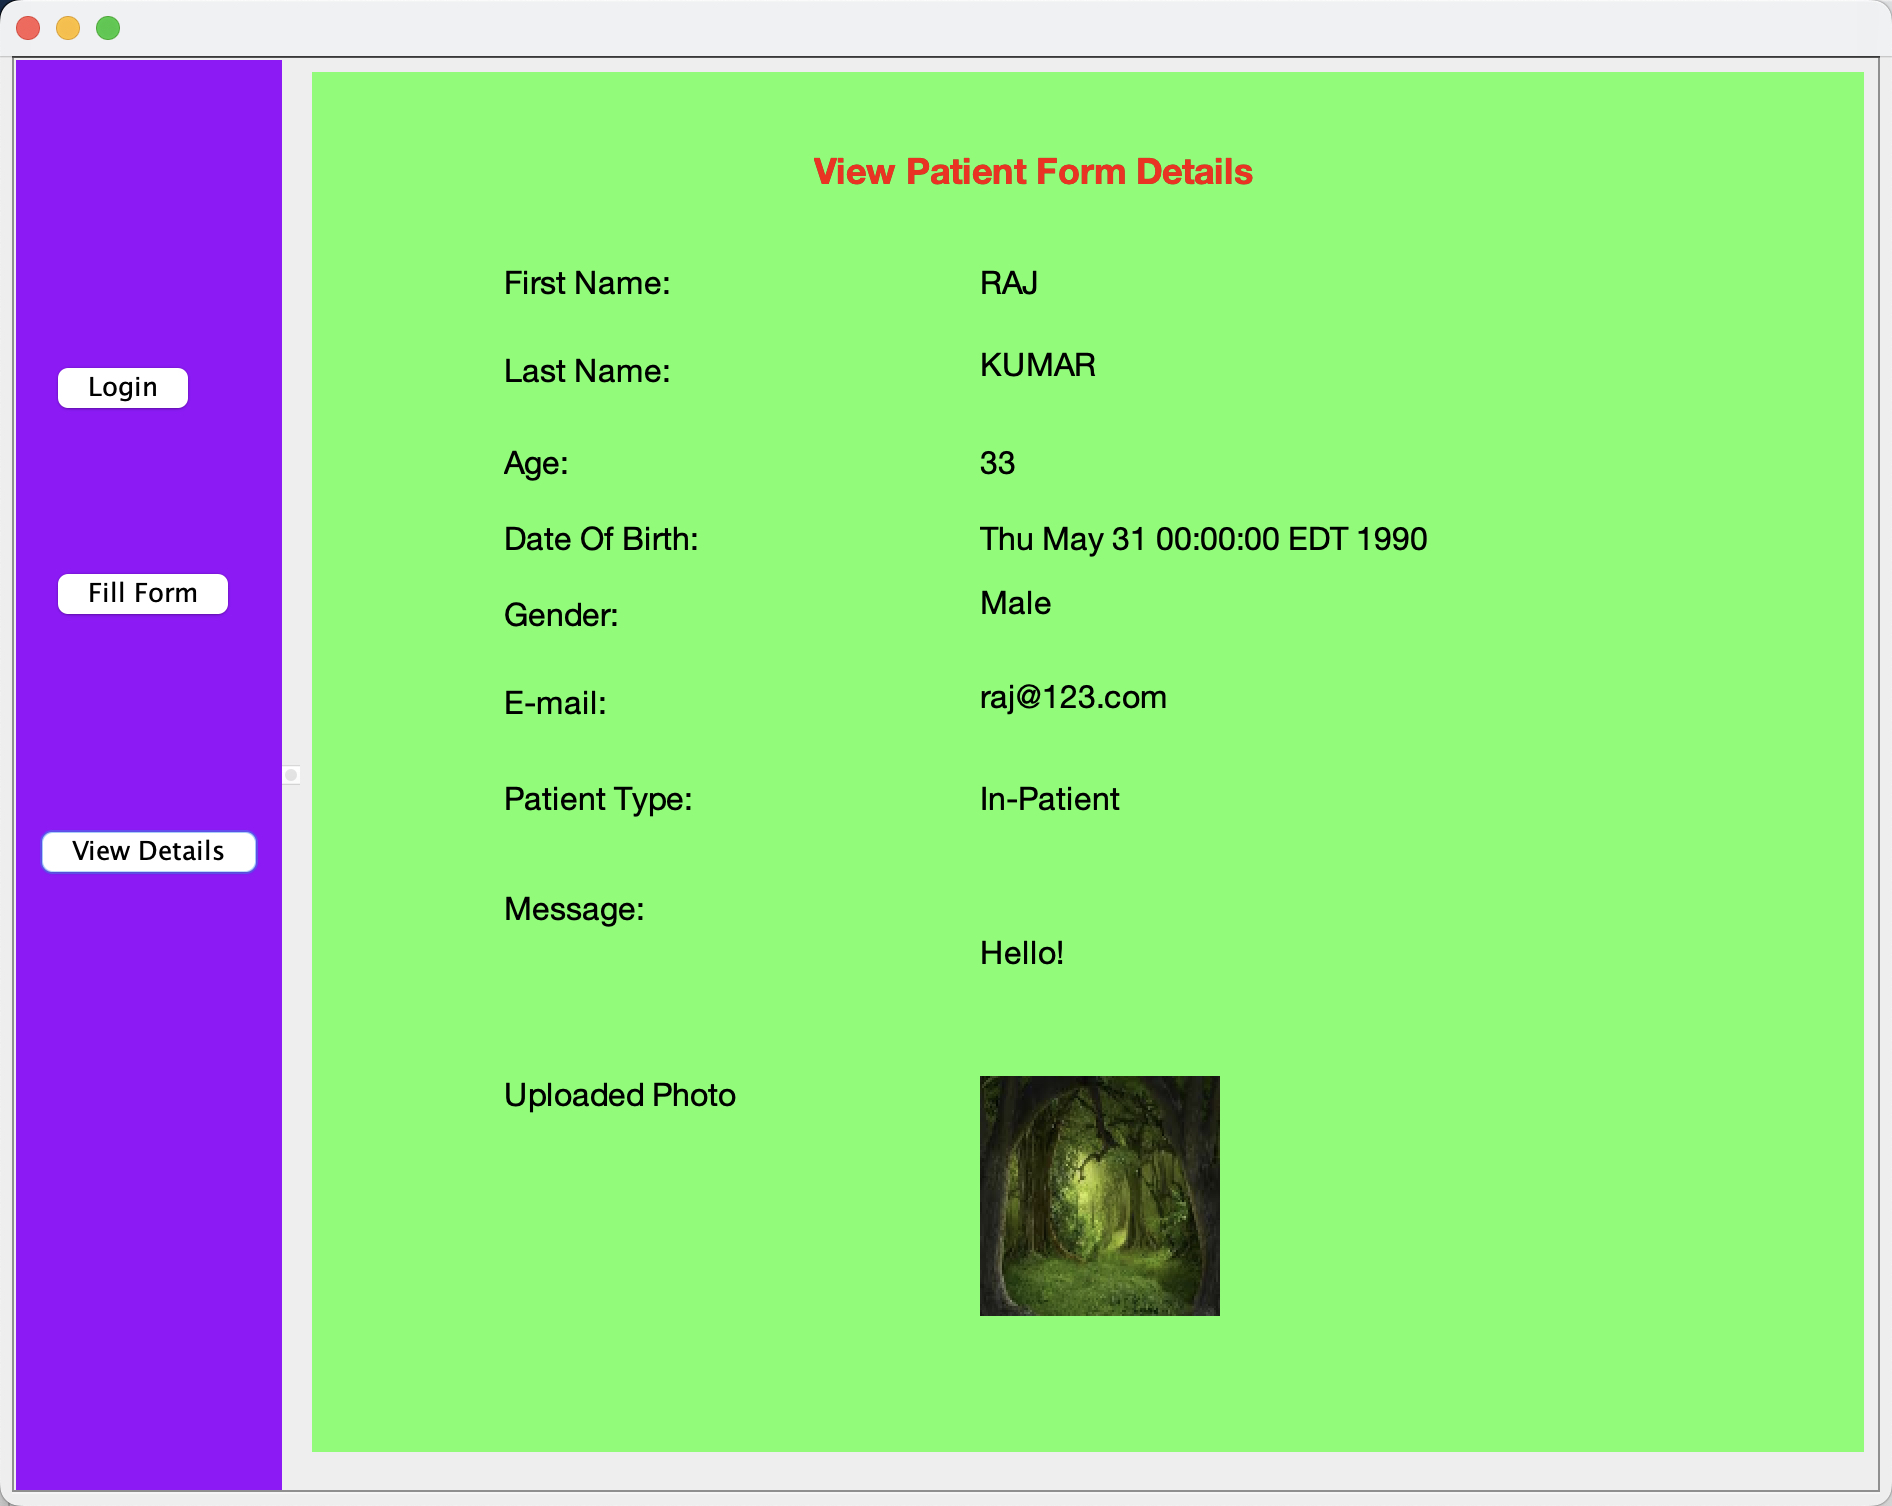 Login
Fill Form
View Details
View Patient Form Details
First Name: RAJ
Last Name: KUMAR
Age: 33
Date Of Birth: Thu May 31 00:00:00 EDT 1990
Gender: Male
E-mail: raj@123.com
Patient Type: In-Patient
Message:
Hello!
Uploaded Photo